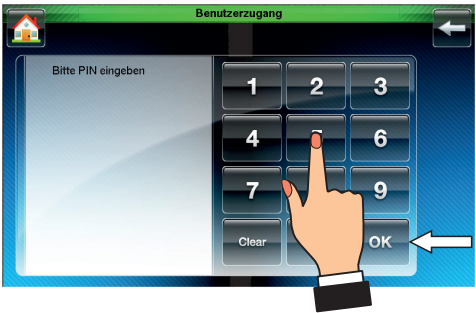 Benutzerzugang
Bitte PIN eingeben
1 2 3
4 6
7 9
Clear OK